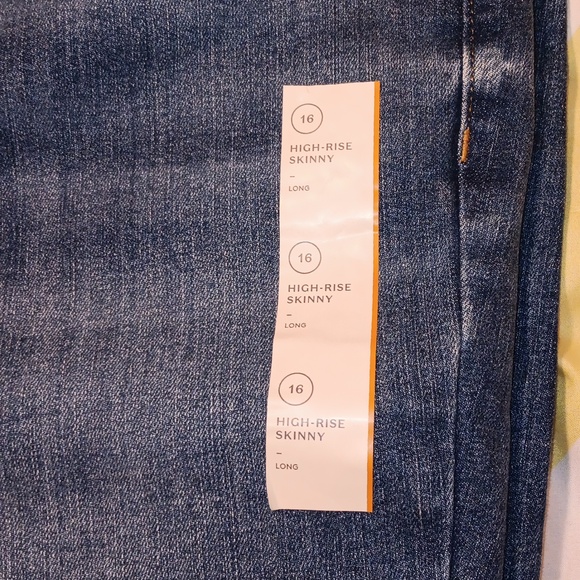 16
HIGH-RISE
SKINNY
–
LONG
16
HIGH-RISE
SKINNY
–
LONG
16
HIGH-RISE
SKINNY
–
LONG